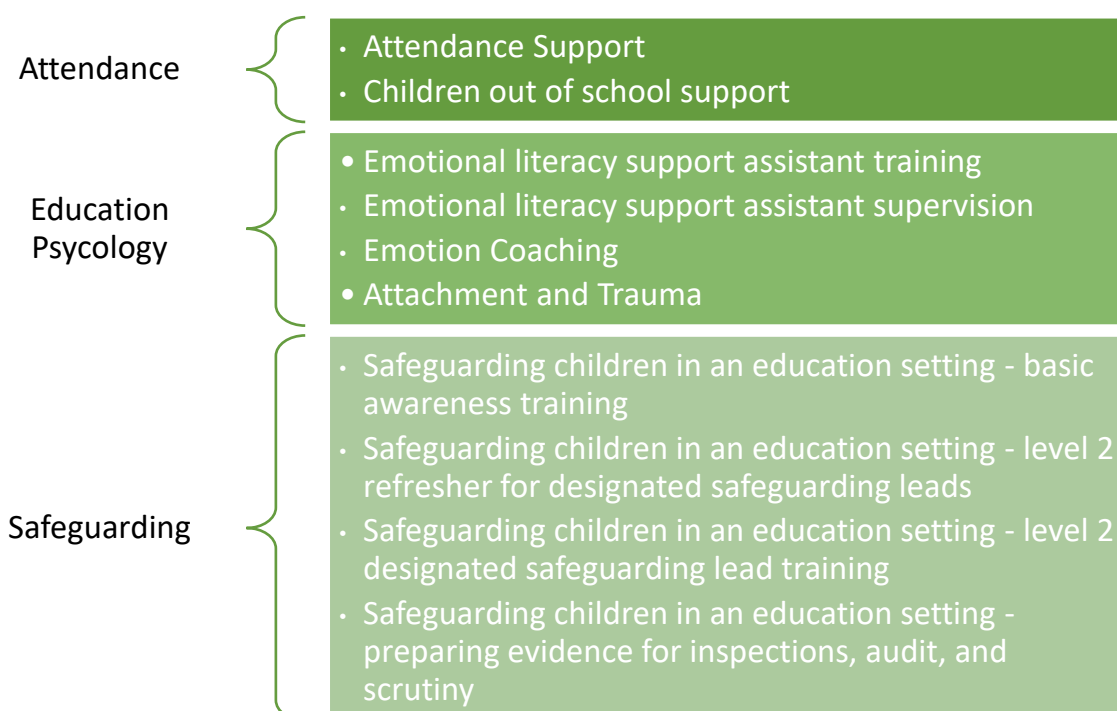 Attendance
· Attendance Support
· Children out of school support
Education
Psycology
• Emotional literacy support assistant training
· Emotional literacy support assistant supervision
· Emotion Coaching
• Attachment and Trauma
Safeguarding
· Safeguarding children in an education setting - basic
awareness training
· Safeguarding children in an education setting - level 2
refresher for designated safeguarding leads
· Safeguarding children in an education setting - level 2
designated safeguarding lead training
· Safeguarding children in an education setting -
preparing evidence for inspections, audit, and
scrutiny